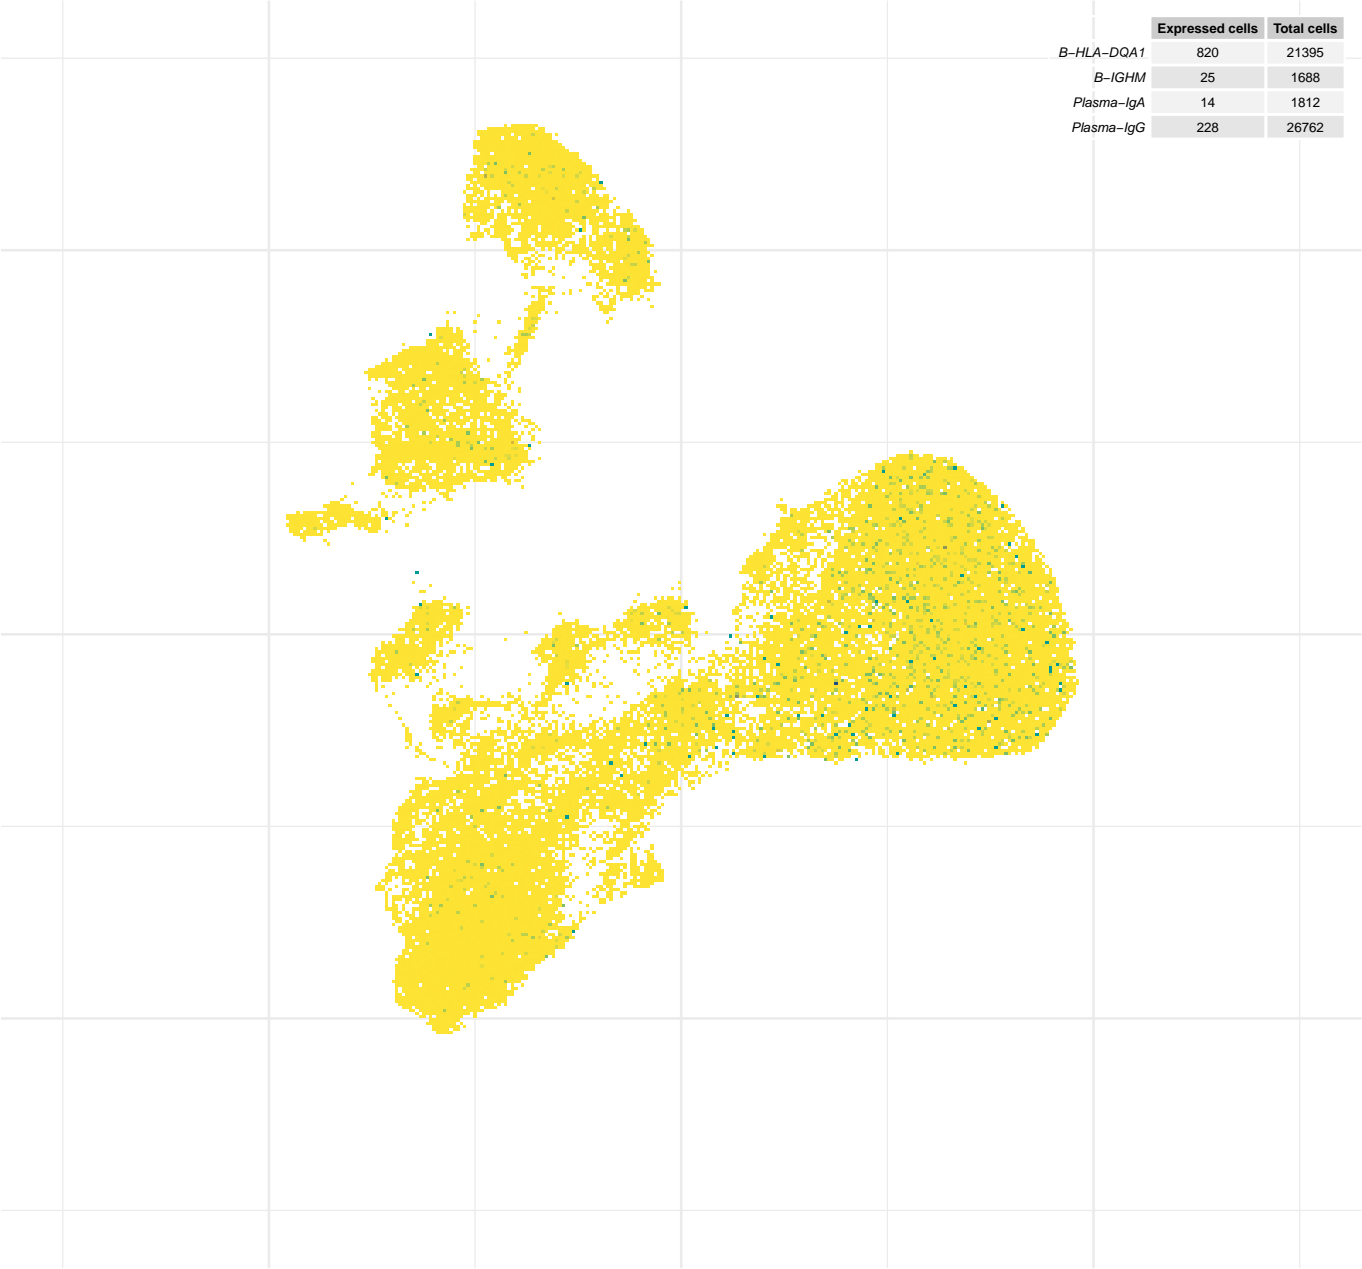 Expressed cells Total cells
B−HLA−DQA1 820 21395
B−IGHM 25 1688
Plasma−IgA 14 1812
Plasma−IgG 228 26762